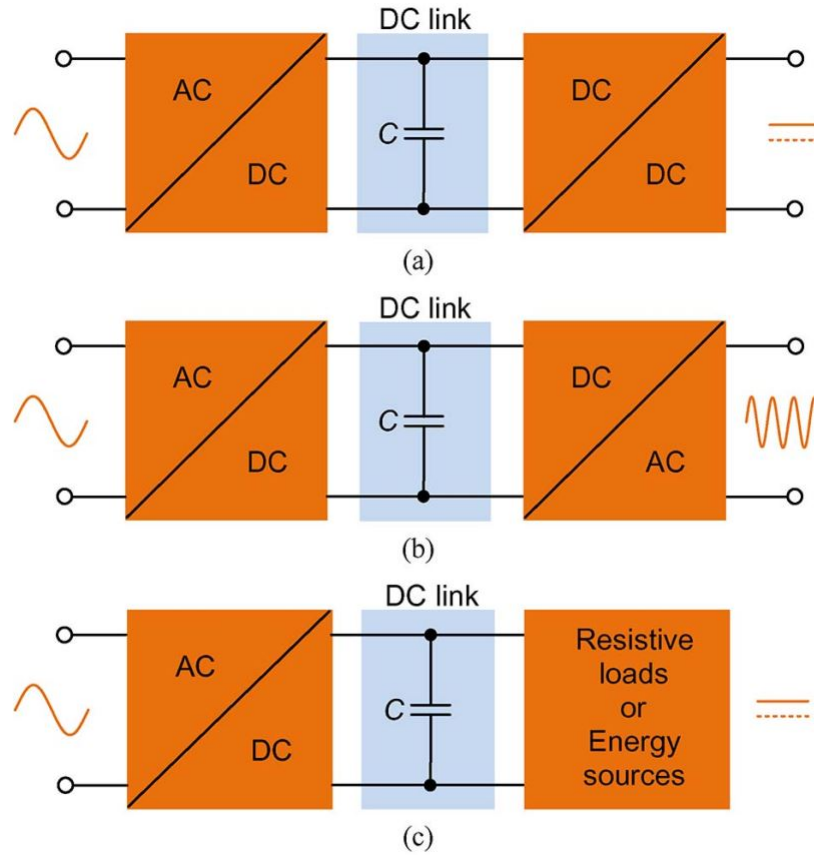 DC link
AC
DC
C
DC
DC
(a)
DC link
AC
DC
C
DC
AC
(b)
DC link
AC
DC
C
Resistive
loads
or
Energy
sources
(c)